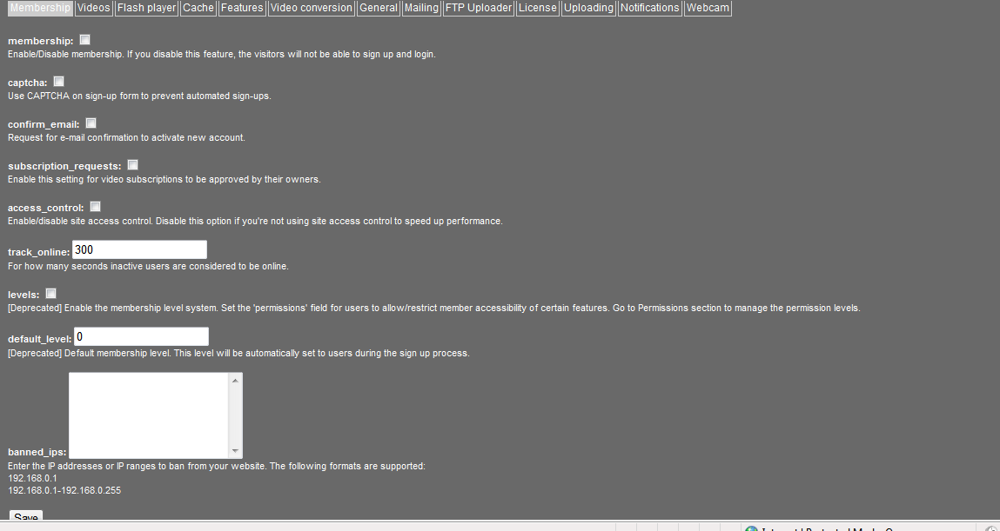 Membership Videos Flash player Cache Features Video conversion General Mailing FTP Uploader License Uploading Notifications Webcam
membership:
Enable/Disable membership. If you disable this feature, the visitors will not be able to sign up and login.
captcha:
Use CAPTCHA on sign-up form to prevent automated sign-ups.
confirm_email:
Request for e-mail confirmation to activate new account.
subscription_requests:
Enable this setting for video subscriptions to be approved by their owners.
access_control:
Enable/disable site access control. Disable this option if you're not using site access control to speed up performance.
track_online: 300
For how many seconds inactive users are considered to be online.
levels:
[Deprecated] Enable the membership level system. Set the 'permissions' field for users to allow/restrict member accessibility of certain features. Go to Permissions section to manage the permission levels.
default_level: 0
[Deprecated] Default membership level. This level will be automatically set to users during the sign up process.
banned_ips:
Enter the IP addresses or IP ranges to ban from your website. The following formats are supported:
192.168.0.1
192.168.0.1-192.168.0.255
Save